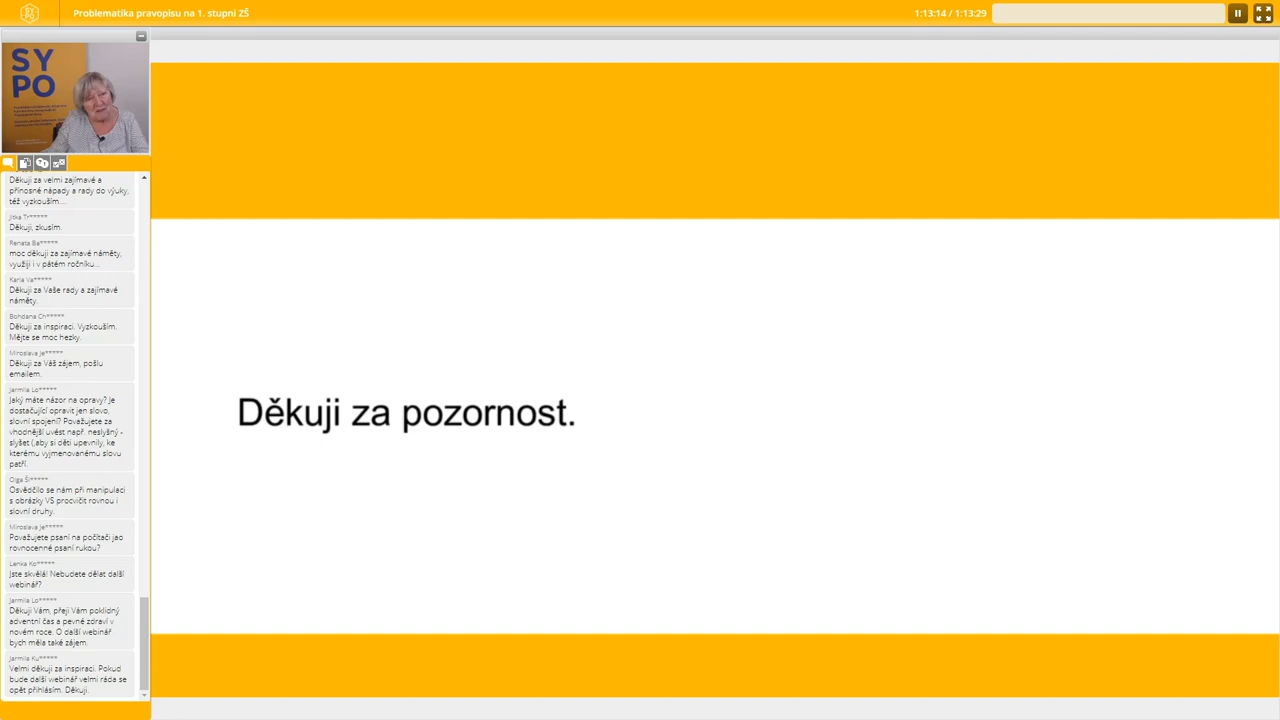 Problematika pravopisu na 1. stupni ZŠ
1:13:14 / 1:13:29
SY
PO
Děkuji za velmi zajímavé a
přínosné nápady a rady do výuky,
též vyzkouším....
Jitka Tr*****
Děkuji, zkusím.
Renata Ba*****
moc děkuji za zajímavé náměty,
využiji i v pátém ročníku...
Karla Va*****
Děkuji za Vaše rady a zajímavé
náměty.
Bohdana Ch*****
Děkuji za inspiraci. Vyzkouším.
Mějte se moc hezky.
Miroslava Je*****
Děkuji za Váš zájem, pošlu
emailem.
Jarmila Lo*****
Jaký máte názor na opravy? Je
dostačující opravit jen slovo,
slovní spojení? Považujete za
vhodnější uvést např. neslyšný -
slyšet (,aby si děti upevnily, ke
kterému vyjmenovanému slovu
patří.
Olga Ší*****
Osvědčilo se nám při manipulaci
s obrázky VS procvičit rovnou i
slovní druhy.
Miroslava Je*****
Považujete psaní na počítači jao
rovnocenné psaní rukou?
Lenka Ko*****
Jste skvělá! Nebudete dělat další
webinář?
Jarmila Lo*****
Děkuji Vám, přeji Vám poklidný
adventní čas a pevné zdraví v
novém roce. O další webinář
bych měla také zájem.
Jarmila Ku*****
Velmi děkuji za inspiraci. Pokud
bude další webinář velmi ráda se
opět přihlásím. Děkuji.
Děkuji za pozornost.